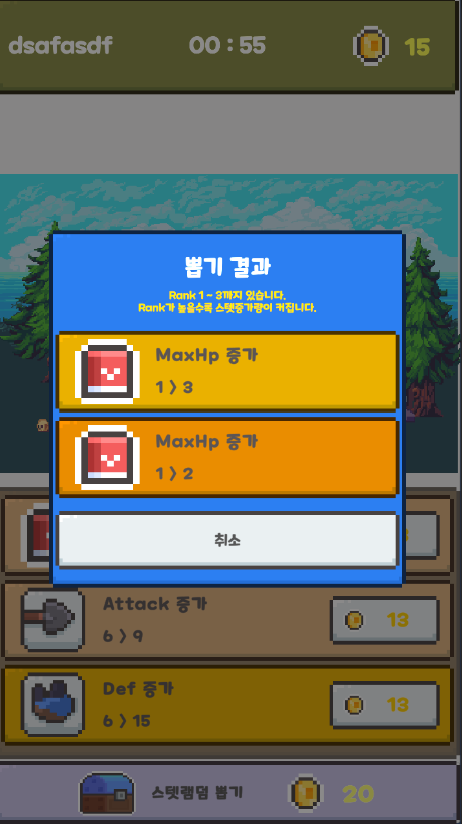 dsafasdf 00 : 55 15
뽑기 결과
Rank 1 ~ 3까지 있습니다.
Rank가 높을수록 스탯증가량이 커집니다.
MaxHp 증가
1 > 3
MaxHp 증가
1 > 2
취소
Attack 증가
6 > 9
13
Def 증가
6 > 15
13
스텟램덤 뽑기 20